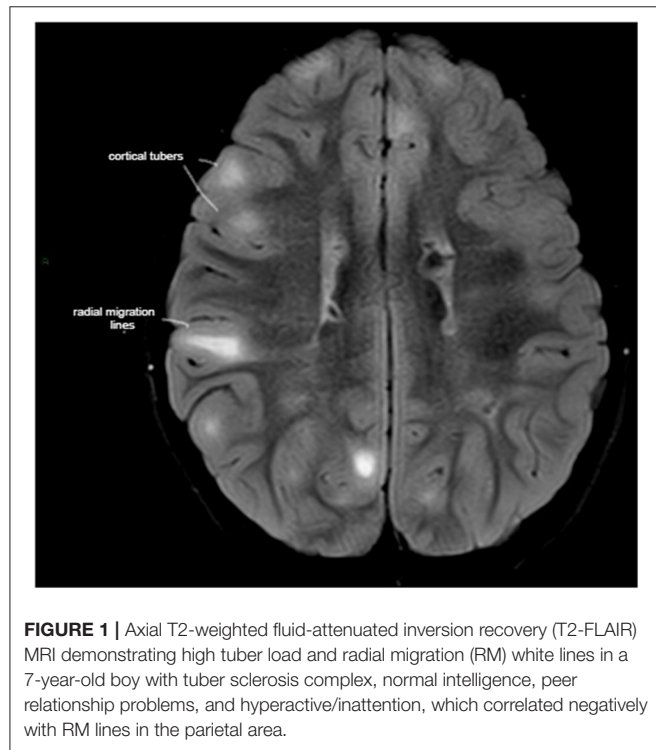 cortical tubers
radial migration
lines
FIGURE 1 | Axial T2-weighted fluid-attenuated inversion recovery (T2-FLAIR)
MRI demonstrating high tuber load and radial migration (RM) white lines in a
7-year-old boy with tuber sclerosis complex, normal intelligence, peer
relationship problems, and hyperactive/inattention, which correlated negatively
with RM lines in the parietal area.